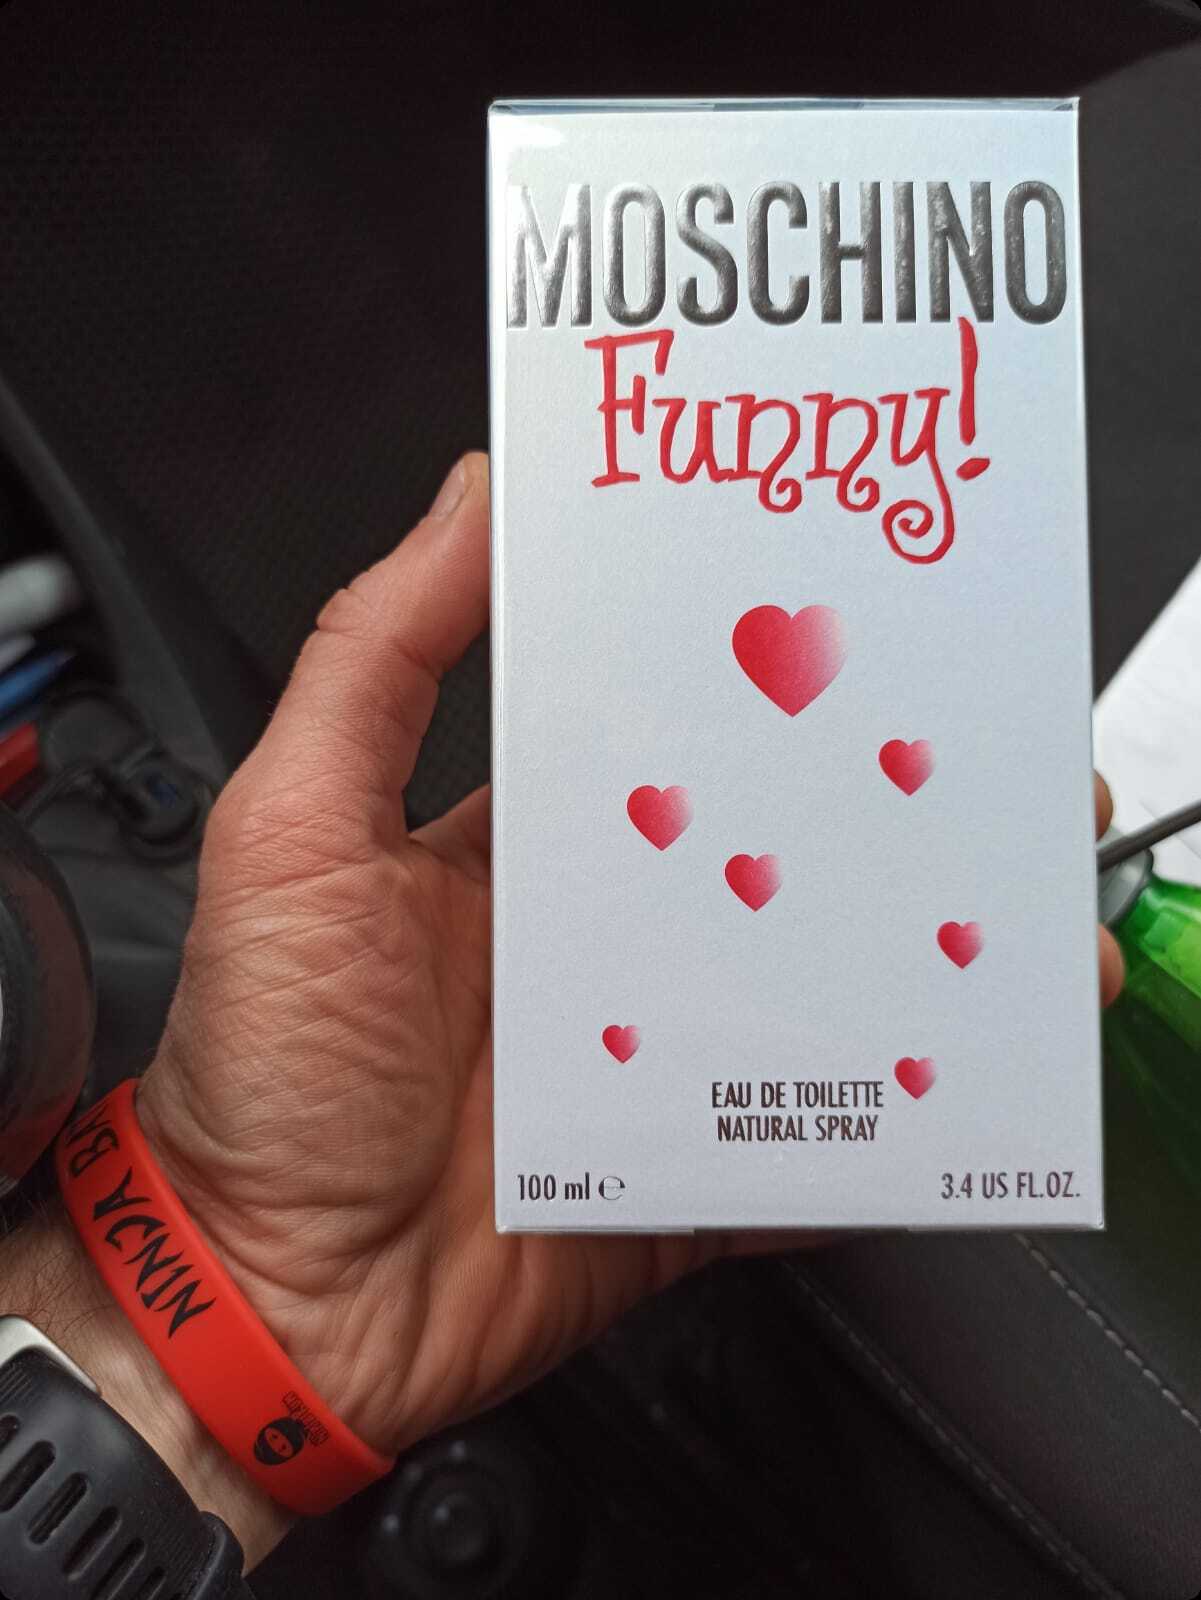 MOSCHINO
Funny!
EAU DE TOILETTE
NATURAL SPRAY
100 ml ℮
3.4 US FL.OZ.
NINJA